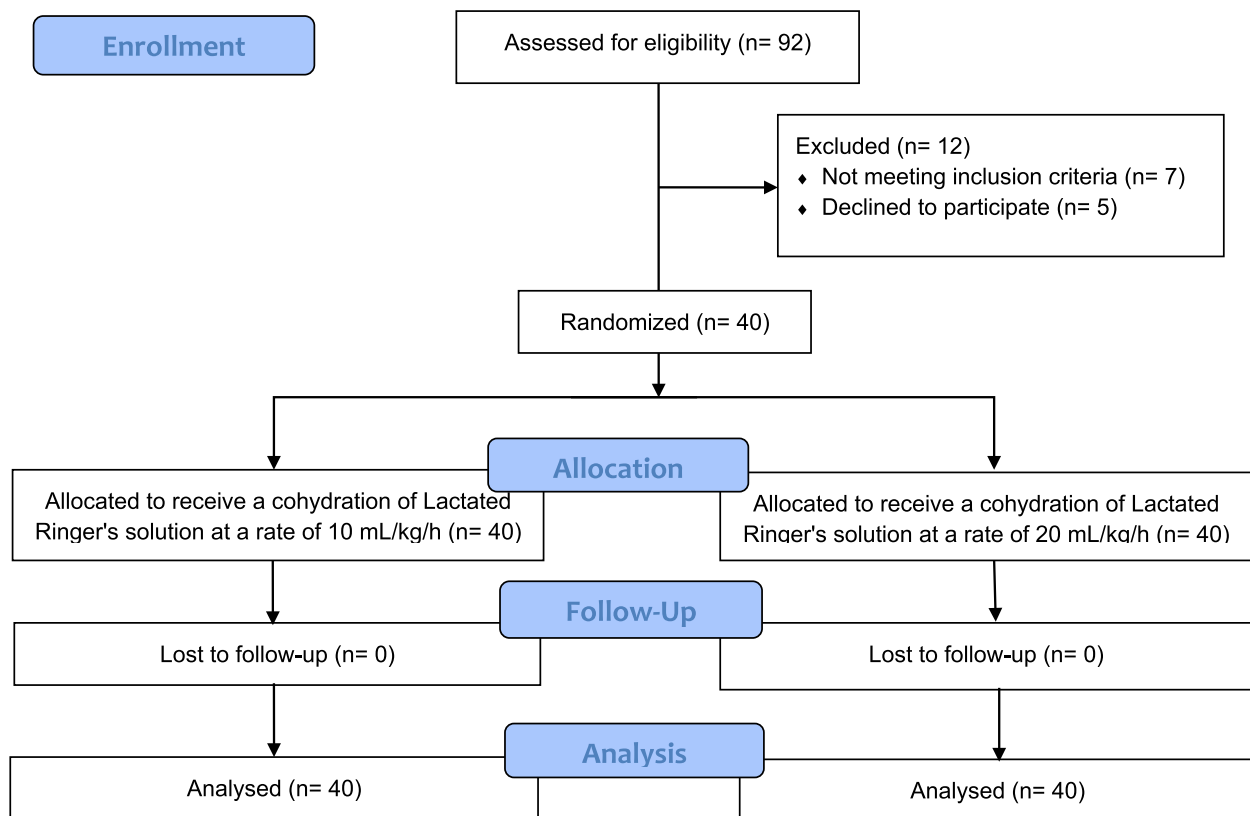 Enrollment
Assessed for eligibility (n= 92)
Excluded (n= 12)
♦ Not meeting inclusion criteria (n= 7)
♦ Declined to participate (n= 5)
Randomized (n= 40)
Allocation
Allocated to receive a cohydration of Lactated
Ringer's solution at a rate of 10 mL/kg/h (n= 40)
Allocated to receive a cohydration of Lactated
Ringer's solution at a rate of 20 mL/kg/h (n= 40)
Follow-Up
Lost to follow-up (n= 0)
Lost to follow-up (n= 0)
Analysis
Analysed (n= 40)
Analysed (n= 40)